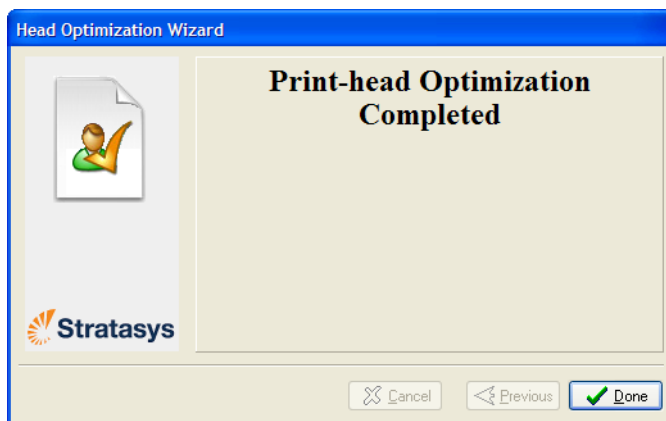 Head Optimization Wizard
Print-head Optimization
Completed
Stratasys
Cancel
Previous
Done